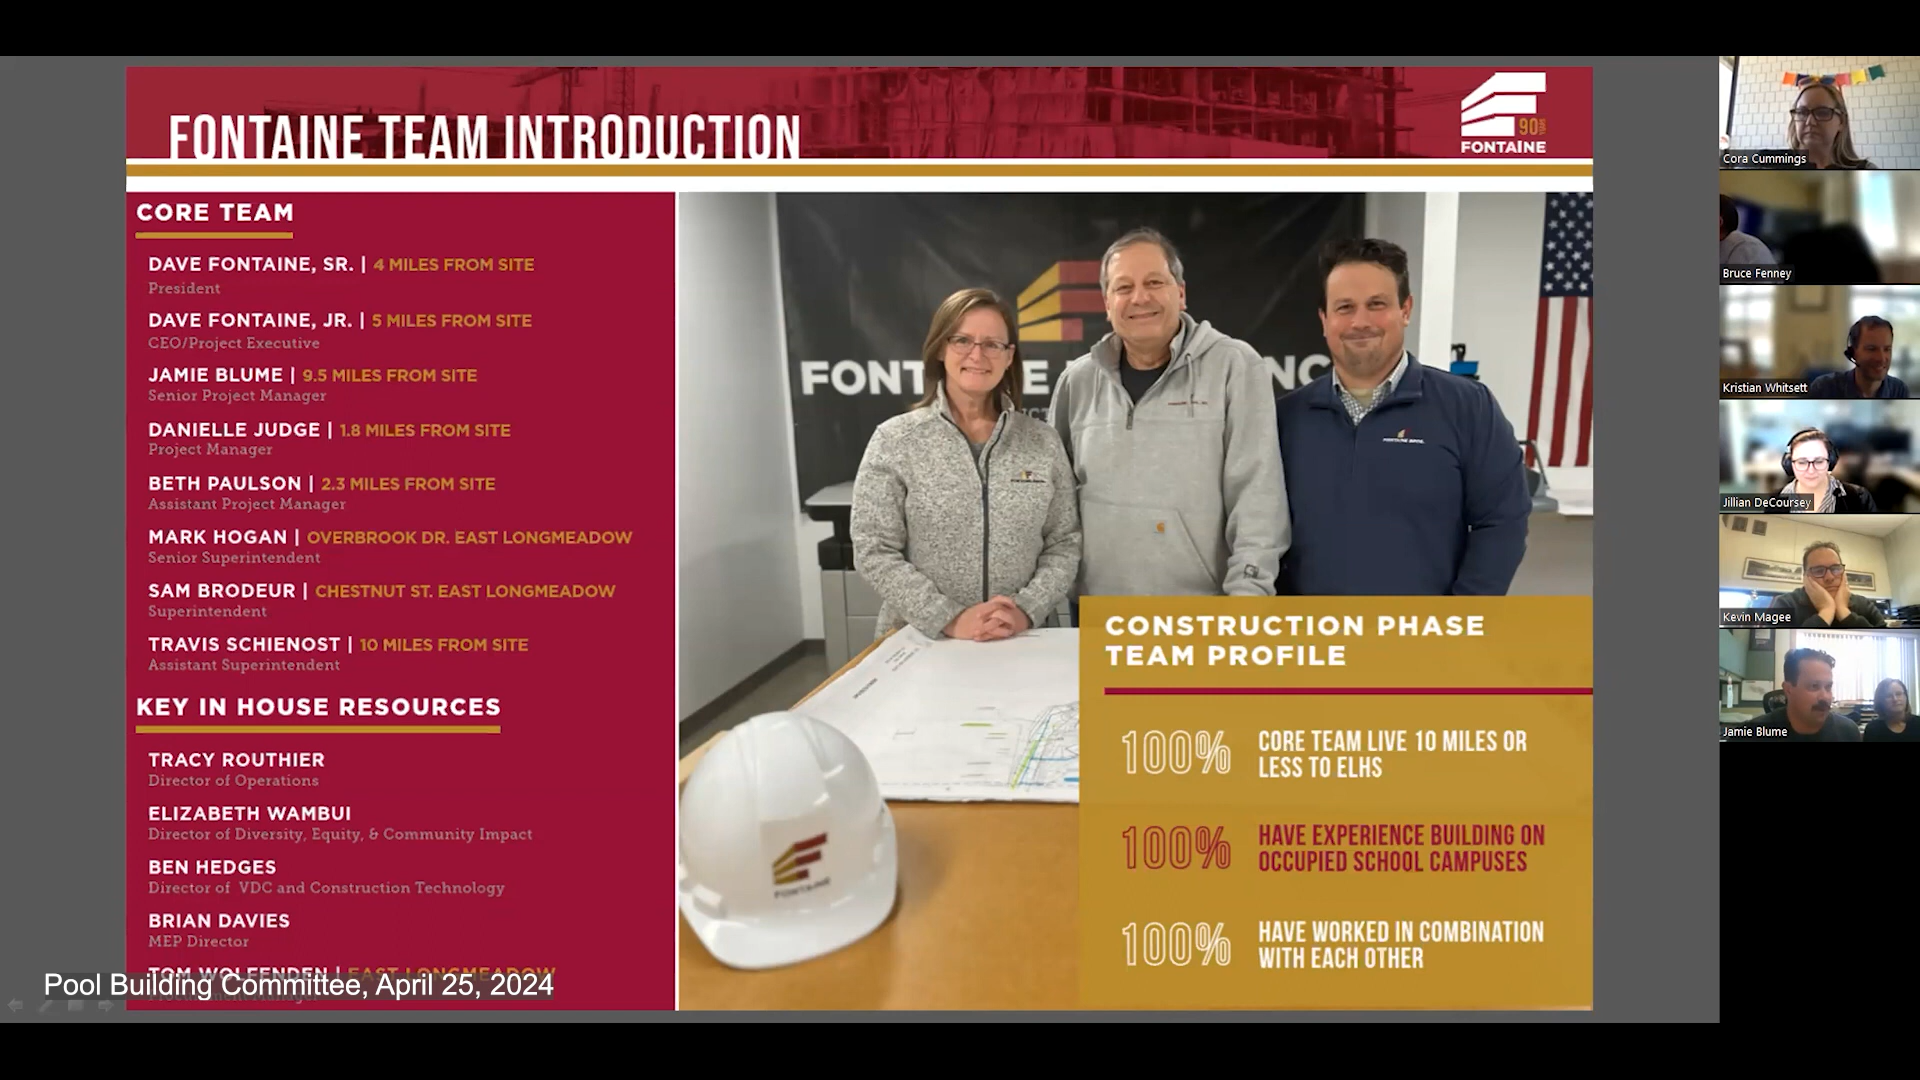 FONTAINE TEAM INTRODUCTION
90
FONTAINE
CORE TEAM
DAVE FONTAINE, SR. | 4 MILES FROM SITE
President
DAVE FONTAINE, JR. | 5 MILES FROM SITE
CEO/Project Executive
JAMIE BLUME | 9.5 MILES FROM SITE
Senior Project Manager
DANIELLE JUDGE | 1.8 MILES FROM SITE
Project Manager
BETH PAULSON | 2.3 MILES FROM SITE
Assistant Project Manager
MARK HOGAN | OVERBROOK DR. EAST LONGMEADOW
Senior Superintendent
SAM BRODEUR | CHESTNUT ST. EAST LONGMEADOW
Superintendent
TRAVIS SCHIENOST | 10 MILES FROM SITE
Assistant Superintendent
KEY IN HOUSE RESOURCES
TRACY ROUTHIER
Director of Operations
ELIZABETH WAMBUI
Director of Diversity, Equity, & Community Impact
BEN HEDGES
Director of VDC and Construction Technology
BRIAN DAVIES
MEP Director
TOM WOLFENDEN | EAST LONGMEADOW
Procurement Manager
Pool Building Committee, April 25, 2024
FONTAINE
CONSTRUCTION PHASE
TEAM PROFILE
100% CORE TEAM LIVE 10 MILES OR
LESS TO ELHS
100% HAVE EXPERIENCE BUILDING ON
OCCUPIED SCHOOL CAMPUSES
100% HAVE WORKED IN COMBINATION
WITH EACH OTHER
Cora Cummings
Bruce Fenney
Kristian Whitsett
Jillian DeCoursey
Kevin Magee
Jamie Blume